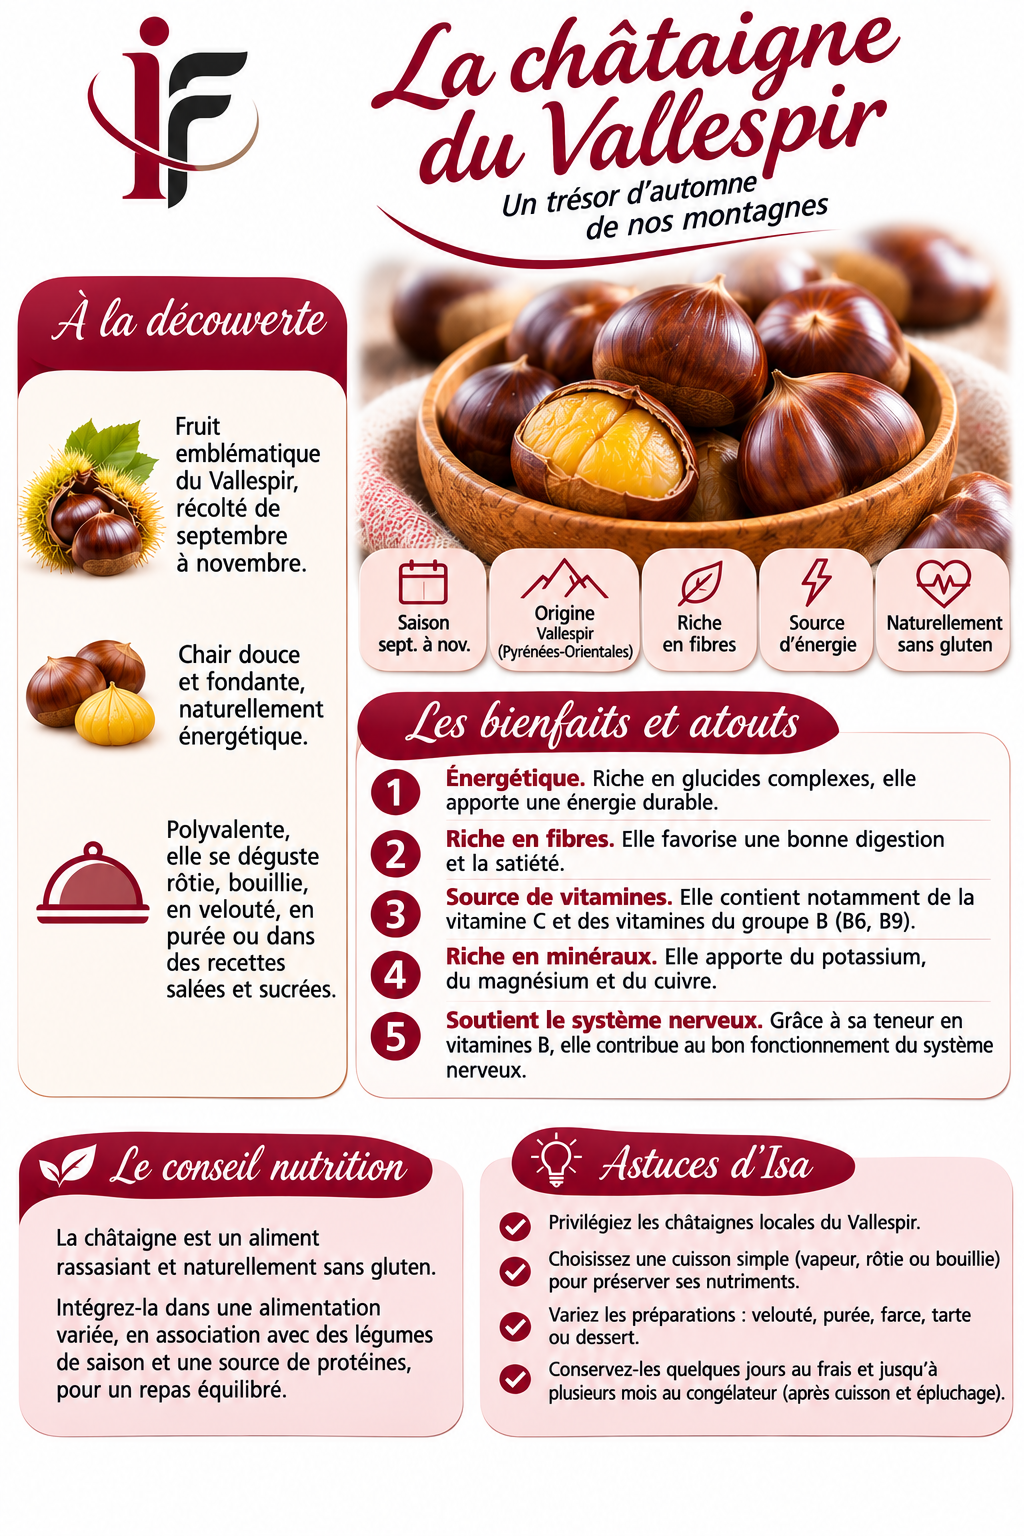 iF
La châtaigne
du Vallespir
Un trésor d'automne
de nos montagnes
À la découverte
Fruit
emblématique
du Vallespir,
récolté de
septembre
à novembre.
Chair douce
et fondante,
naturellement
énergétique.
Polyvalente,
elle se déguste
rôtie, bouillie,
en velouté, en
purée ou dans
des recettes
salées et sucrées.
Saison
sept. à nov.
Origine
Vallespir
(Pyrénées-Orientales)
Riche
en fibres
Source
d'énergie
Naturellement
sans gluten
Les bienfaits et atouts
1 Énergétique. Riche en glucides complexes, elle
apporte une énergie durable.
2 Riche en fibres. Elle favorise une bonne digestion
et la satiété.
3 Source de vitamines. Elle contient notamment de la
vitamine C et des vitamines du groupe B (B6, B9).
4 Riche en minéraux. Elle apporte du potassium,
du magnésium et du cuivre.
5 Soutient le système nerveux. Grâce à sa teneur en
vitamines B, elle contribue au bon fonctionnement du système
nerveux.
Le conseil nutrition
La châtaigne est un aliment
rassasiant et naturellement sans gluten.
Intégrez-la dans une alimentation
variée, en association avec des légumes
de saison et une source de protéines,
pour un repas équilibré.
Astuces d'Isa
Privilégiez les châtaignes locales du Vallespir.
Choisissez une cuisson simple (vapeur, rôtie ou bouillie)
pour préserver ses nutriments.
Variez les préparations : velouté, purée, farce, tarte
ou dessert.
Conservez-les quelques jours au frais et jusqu'à
plusieurs mois au congélateur (après cuisson et épluchage).